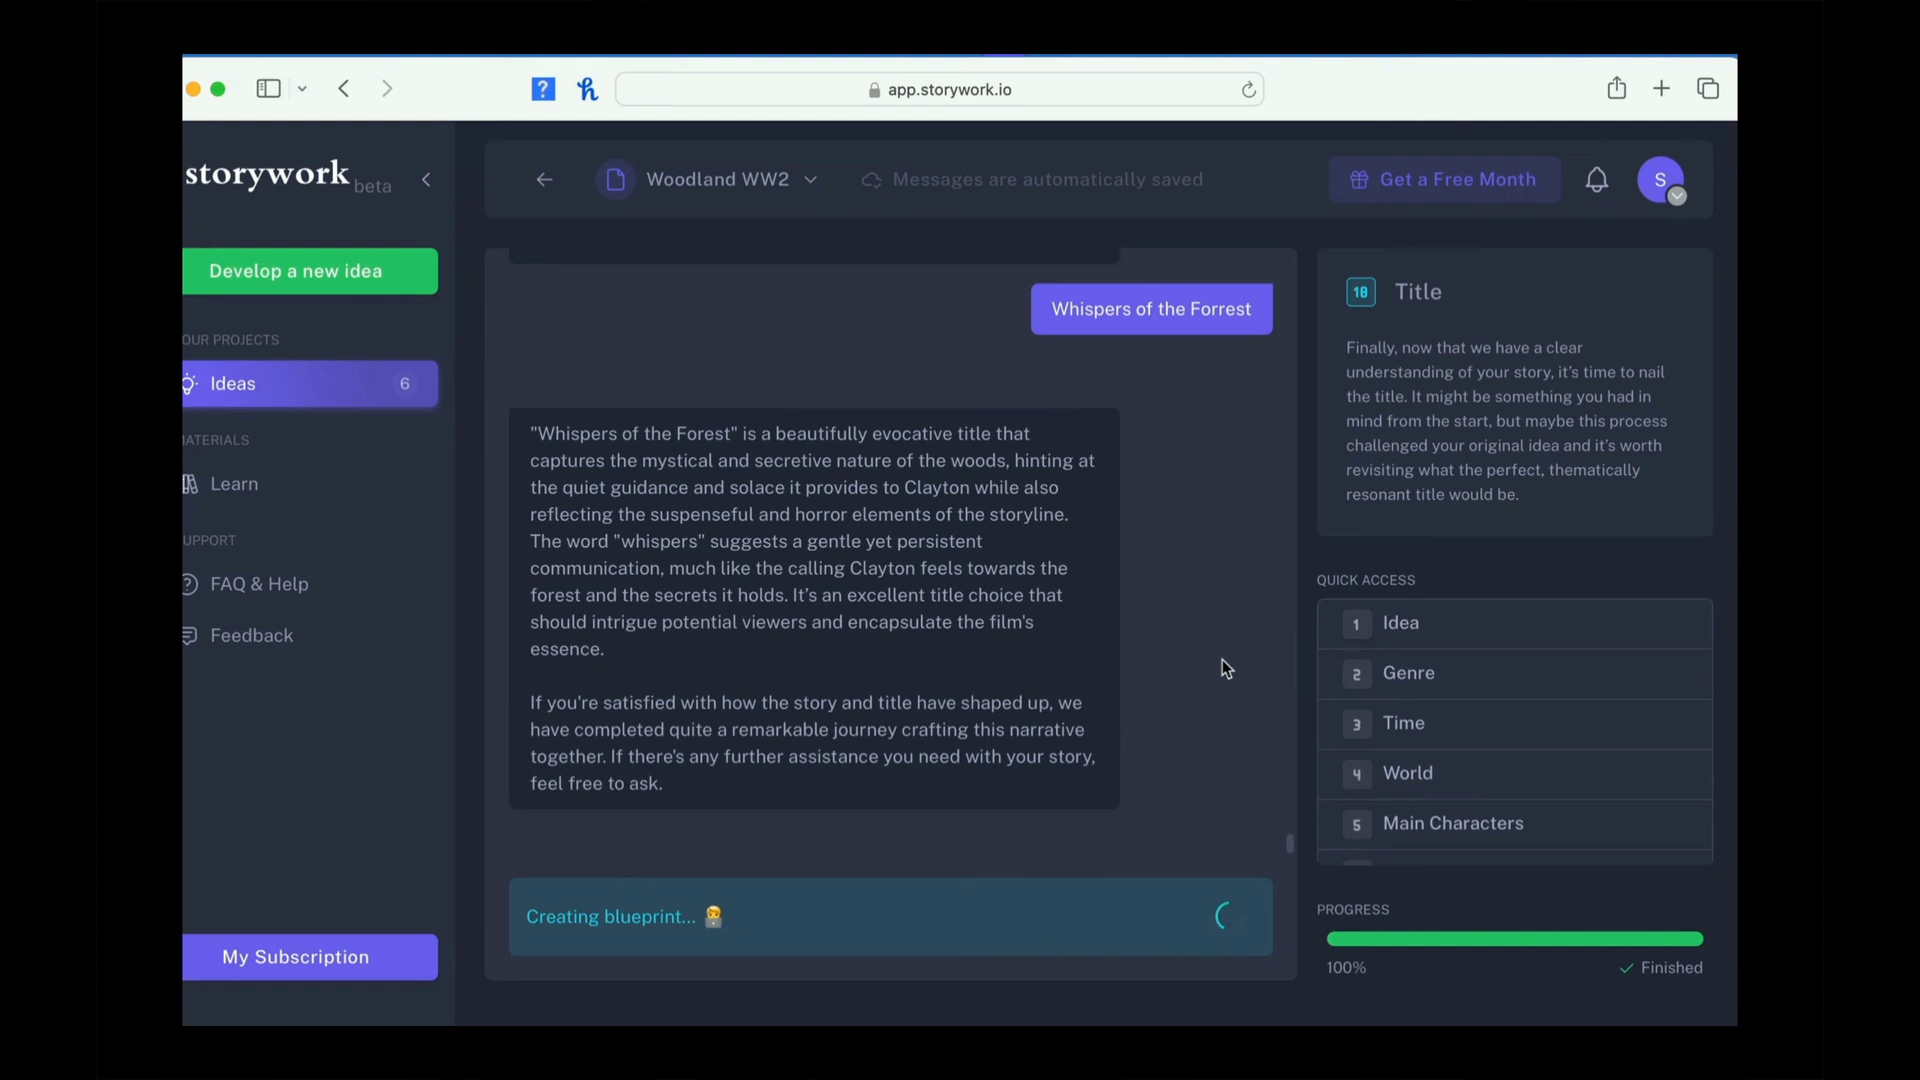 app.storywork.io
storywork beta
Woodland WW2
Messages are automatically saved
Get a Free Month
S
Develop a new idea
OUR PROJECTS
Ideas 6
MATERIALS
Learn
UPPORT
FAQ & Help
Feedback
My Subscription
Whispers of the Forrest
"Whispers of the Forest" is a beautifully evocative title that
captures the mystical and secretive nature of the woods, hinting at
the quiet guidance and solace it provides to Clayton while also
reflecting the suspenseful and horror elements of the storyline.
The word "whispers" suggests a gentle yet persistent
communication, much like the calling Clayton feels towards the
forest and the secrets it holds. It's an excellent title choice that
should intrigue potential viewers and encapsulate the film's
essence.
If you're satisfied with how the story and title have shaped up, we
have completed quite a remarkable journey crafting this narrative
together. If there's any further assistance you need with your story,
feel free to ask.
Creating blueprint...
18 Title
Finally, now that we have a clear
understanding of your story, it's time to nail
the title. It might be something you had in
mind from the start, but maybe this process
challenged your original idea and it's worth
revisiting what the perfect, thematically
resonant title would be.
QUICK ACCESS
1 Idea
2 Genre
3 Time
4 World
5 Main Characters
PROGRESS
100%
Finished